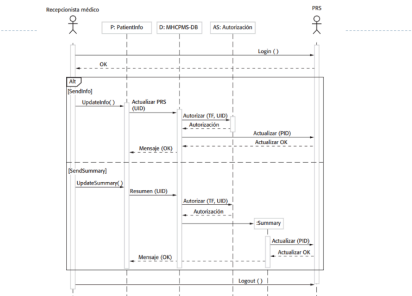 Recepcionista médico
PRS
P: PatientInfo
D: MHCPMS-DB
AS: Autorización
Login ( )
OK
Alt
[SendInfo]
UpdateInfo( )
Actualizar PRS
(UID)
Autorizar (TF, UID)
Autorización
Actualizar (PID)
Actualizar OK
Mensaje (OK)
[SendSummary]
UpdateSummary( )
Resumen (UID)
Autorizar (TF, UID)
Autorización
:Summary
Actualizar (PID)
Actualizar OK
Mensaje (OK)
Logout ( )